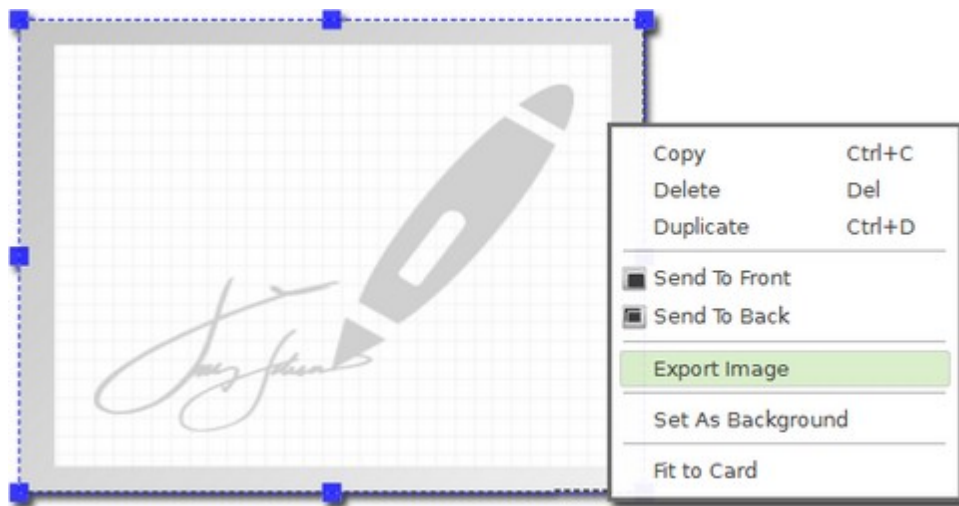 Copy Ctrl+C
Delete Del
Duplicate Ctrl+D
Send To Front
Send To Back
Export Image
Set As Background
Fit to Card